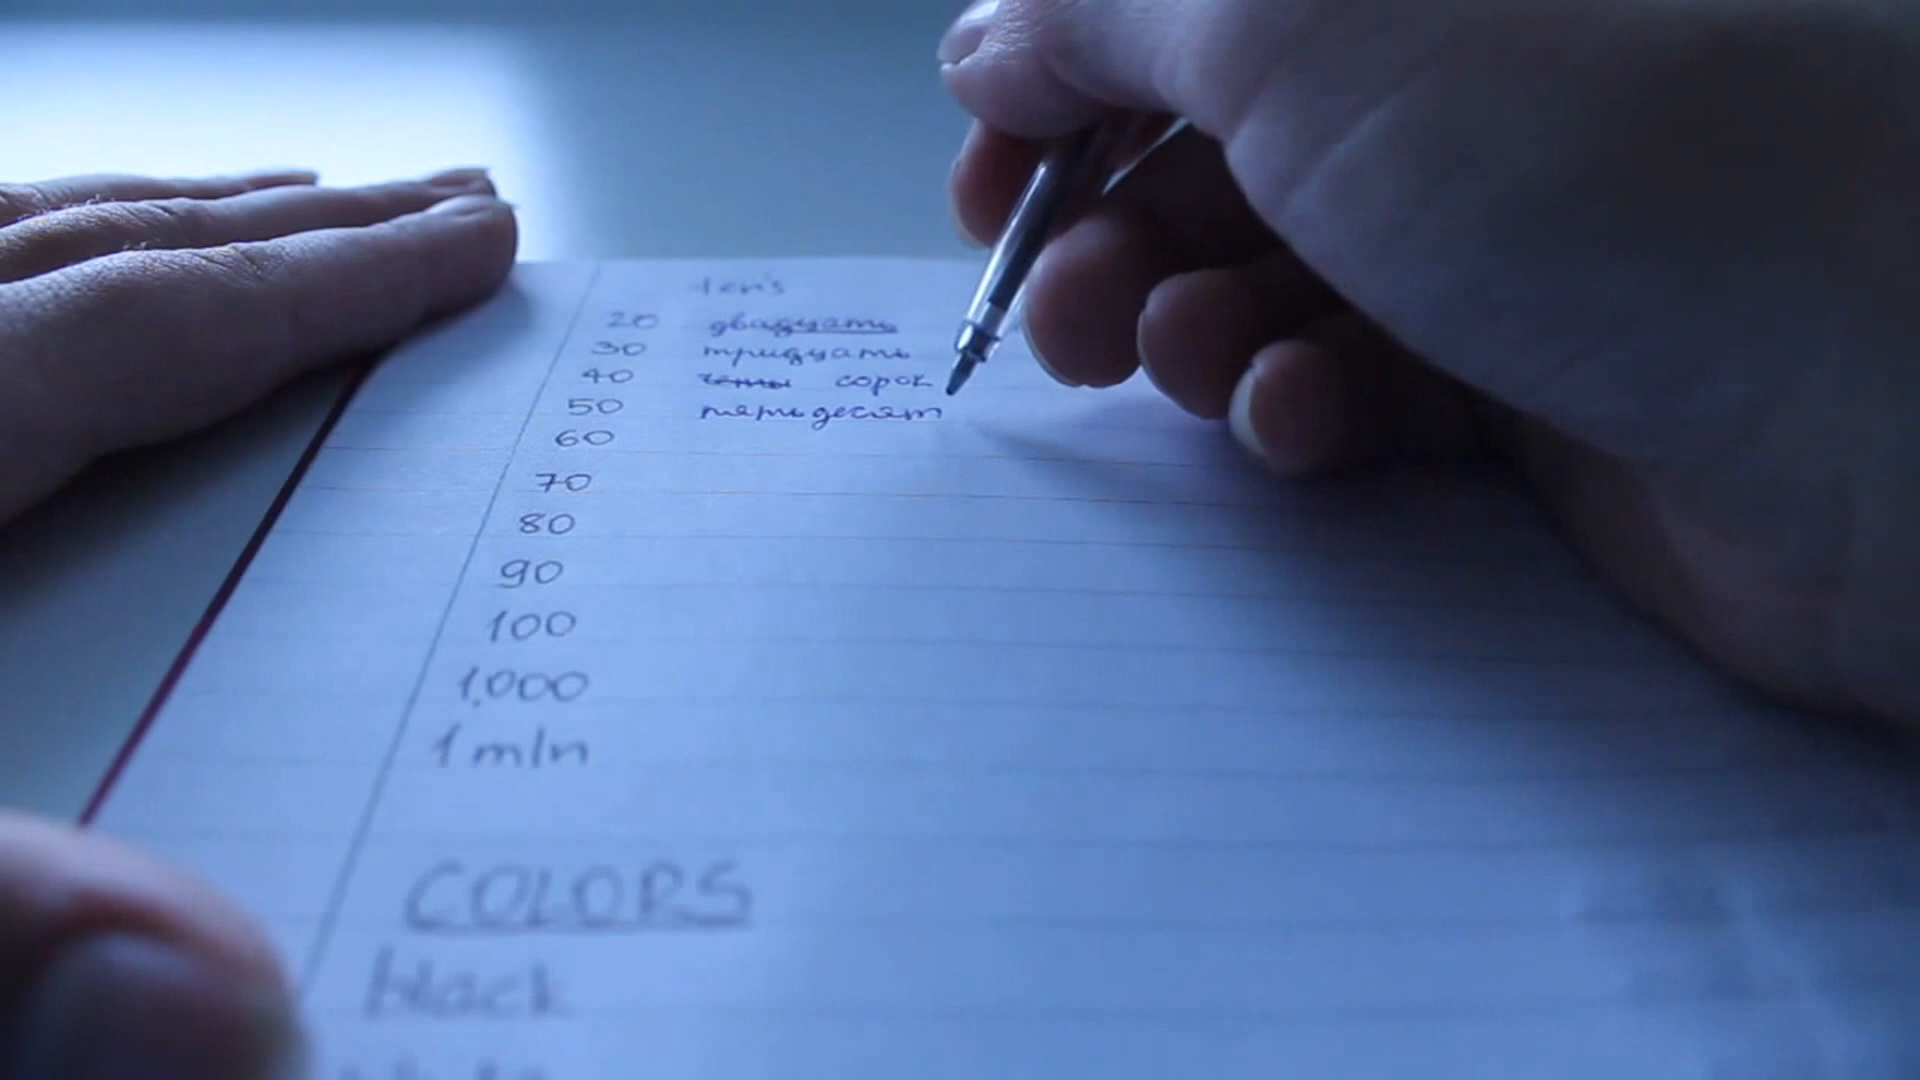 ten's
20 двадцать
30 тридцать
40 сорок
50 пятьдесят
60
70
80
90
100
1,000
1 mln
COLORS
black